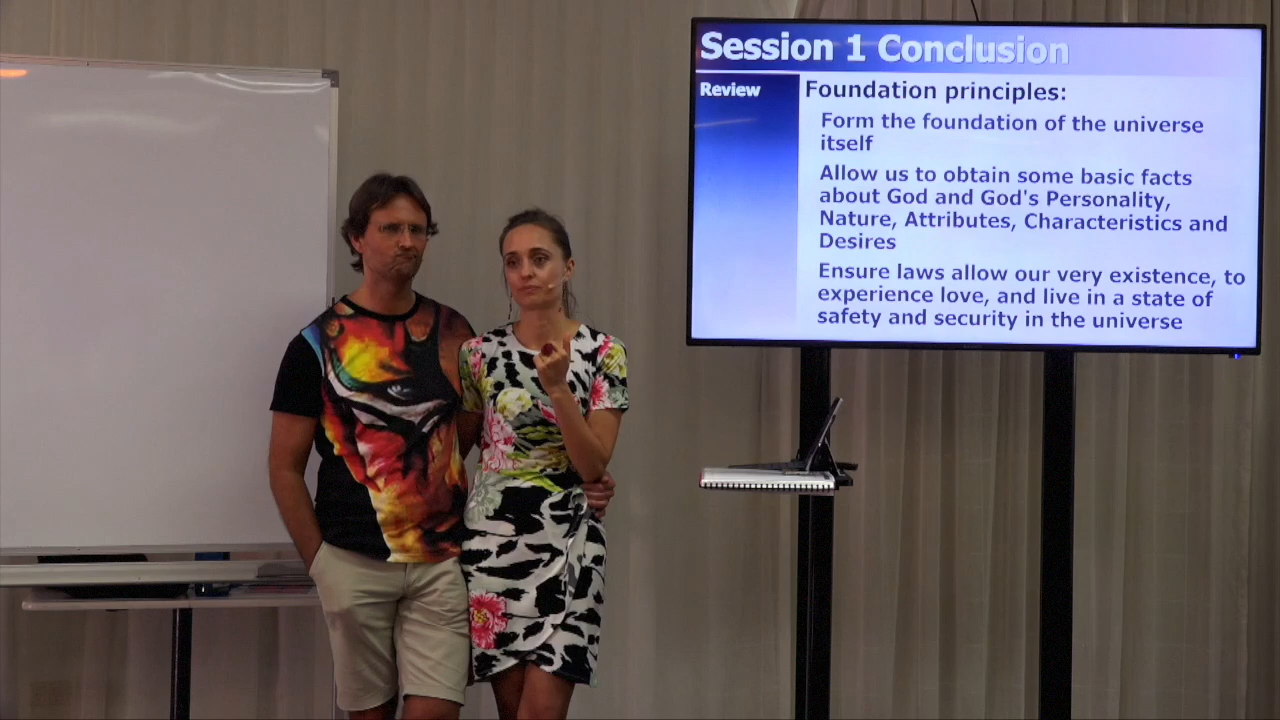 Session 1 Conclusion
Review
Foundation principles:
Form the foundation of the universe
itself
Allow us to obtain some basic facts
about God and God's Personality,
Nature, Attributes, Characteristics and
Desires
Ensure laws allow our very existence, to
experience love, and live in a state of
safety and security in the universe